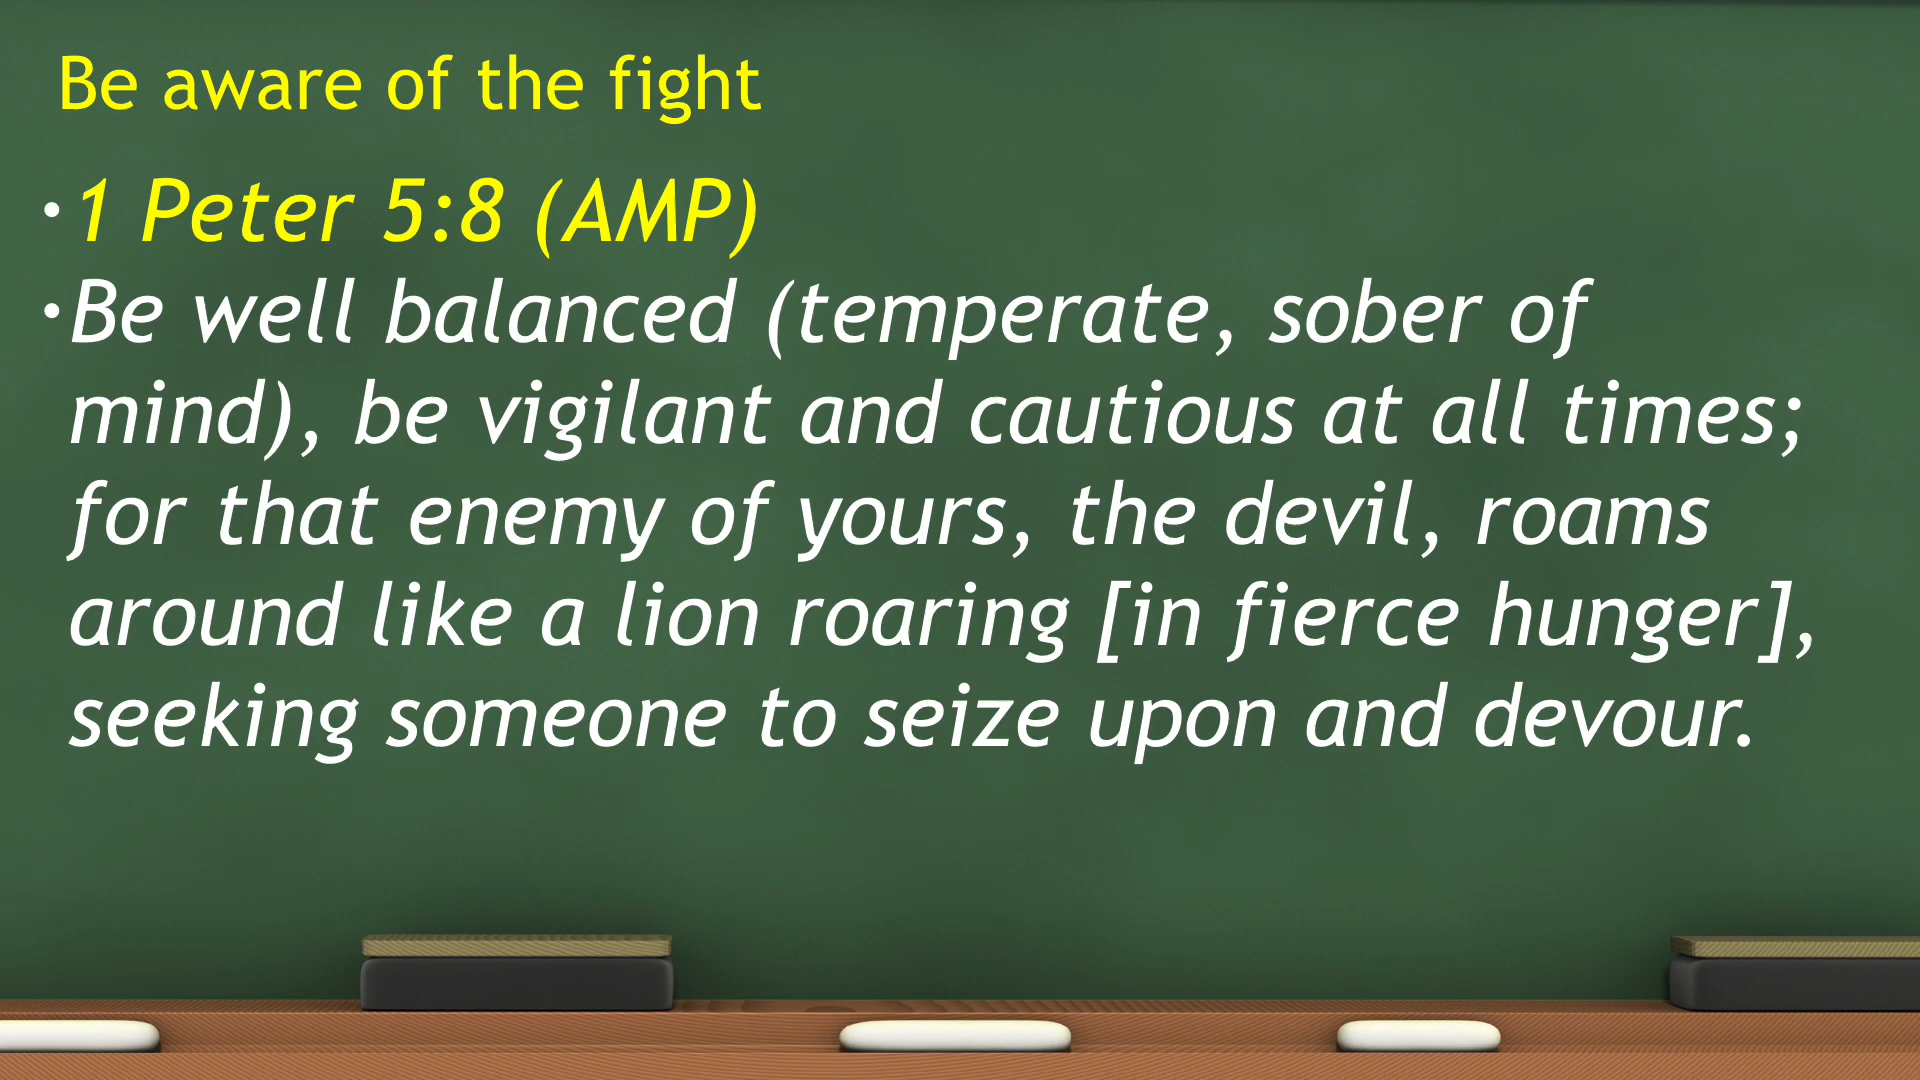 Be aware of the fight
• 1 Peter 5:8 (AMP)
• Be well balanced (temperate, sober of
mind), be vigilant and cautious at all times;
for that enemy of yours, the devil, roams
around like a lion roaring [in fierce hunger],
seeking someone to seize upon and devour.